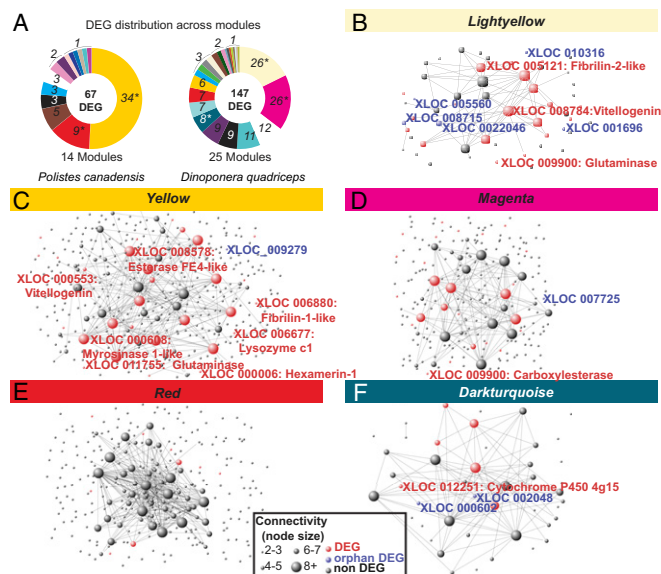 A
DEG distribution across modules
1
2
3
3
3
5
9*
34*
67
DEG
14 Modules
Polistes canadensis
1
2
3
6
7
7
8*
9
9
11
12
26*
26*
147
DEG
25 Modules
Dinoponera quadriceps
B
Lightyellow
XLOC 010316
XLOC 005121: Fibrilin-2-like
XLOC 005560
XLOC 008784:Vitellogenin
XLOC 008715
XLOC 0022046
XLOC 001696
XLOC 009900: Glutaminase
C
Yellow
XLOC 008578:
Esterase FE4-like
XLOC_009279
XLOC 000553:
Vitellogenin
XLOC 006880:
Fibrilin-1-like
XLOC 006677:
Lysozyme c1
XLOC 000608:
Myrosinase 1-like
XLOC 011755: Glutaminase
XLOC 000006: Hexamerin-1
D
Magenta
XLOC 007725
XLOC 009900: Carboxylesterase
E
Red
F
Darkturquoise
XLOC 012251: Cytochrome P450 4g15
XLOC 002048
XLOC 000602
Connectivity
(node size)
2-3
4-5
6-7
8+
DEG
orphan DEG
non DEG